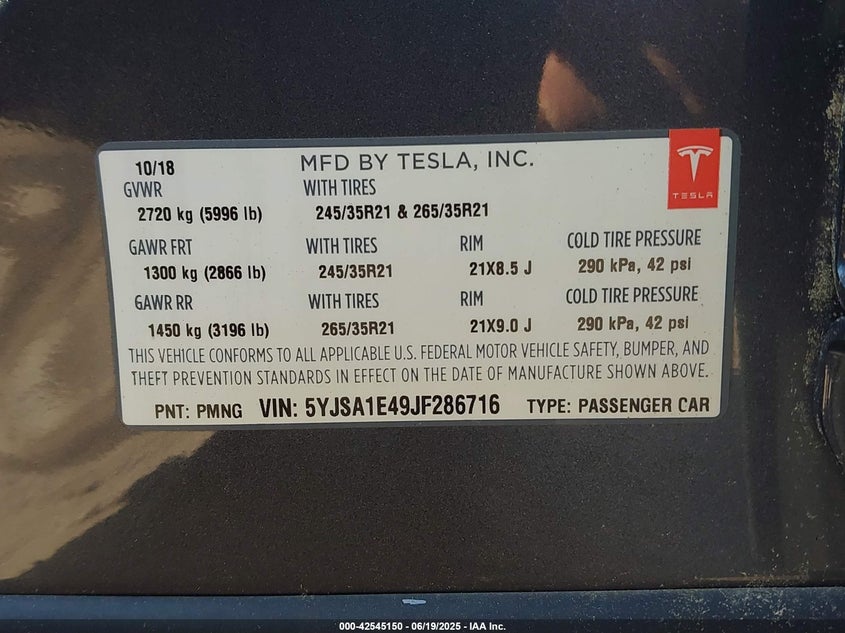 10/18 MFD BY TESLA, INC.
GVWR WITH TIRES
2720 kg (5996 lb) 245/35R21 & 265/35R21
TESLA
GAWR FRT WITH TIRES RIM COLD TIRE PRESSURE
1300 kg (2866 lb) 245/35R21 21X8.5 J 290 kPa, 42 psi
GAWR RR WITH TIRES RIM COLD TIRE PRESSURE
1450 kg (3196 lb) 265/35R21 21X9.0 J 290 kPa, 42 psi
THIS VEHICLE CONFORMS TO ALL APPLICABLE U.S. FEDERAL MOTOR VEHICLE SAFETY, BUMPER, AND
THEFT PREVENTION STANDARDS IN EFFECT ON THE DATE OF MANUFACTURE SHOWN ABOVE.
PNT: PMNG VIN: 5YJSA1E49JF286716 TYPE: PASSENGER CAR
000-42545150 - 06/19/2025 - IAA Inc.